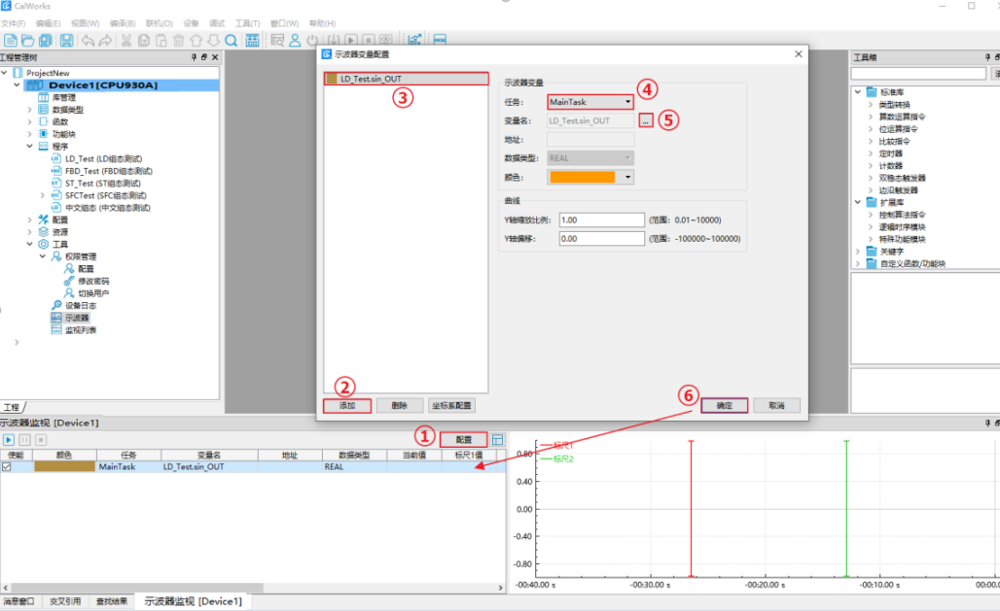 CalWorks
文件(F) 编辑(E) 视图(W) 编译(B) 联机(O) 设备 调试 工具(T) 窗口(W) 帮助(H)
工程管理树
ProjectNew
Device1[CPU930A]
库管理
数据类型
函数
功能块
程序
LD_Test (LD组态测试)
FBD_Test (FBD组态测试)
ST_Test (ST组态测试)
SFCTest (SFC组态测试)
中文组态 (中文组态测试)
配置
资源
工具
权限管理
配置
修改密码
切换用户
设备日志
示波器
监视列表
工程
示波器变量配置
LD_Test.sin_OUT
③
示波器变量
任务: MainTask ④
变量名: LD_Test.sin_OUT ... ⑤
地址:
数据类型: REAL
颜色:
曲线
Y轴缩放比例: 1.00 (范围: 0.01~10000)
Y轴偏移: 0.00 (范围: -100000~100000)
②
添加 删除 坐标系配置
⑥ 确定 取消
工具箱
标准库
类型转换
算数运算指令
位运算指令
比较指令
定时器
计数器
双稳态触发器
边沿触发器
扩展库
控制算法指令
逻辑时序模块
特殊功能模块
关键字
自定义函数/功能块
示波器监视 [Device1]
① 配置
使能 颜色 任务 变量名 地址 数据类型 当前值 标尺1值
MainTask LD_Test.sin_OUT REAL
标尺1
标尺2
0.80
0.40
0.00
-0.40
-0.80
-00:40.00 s -00:30.00 s -00:20.00 s -00:10.00 s 00:00.0
消息窗口 交叉引用 查找结果 示波器监视 [Device1]